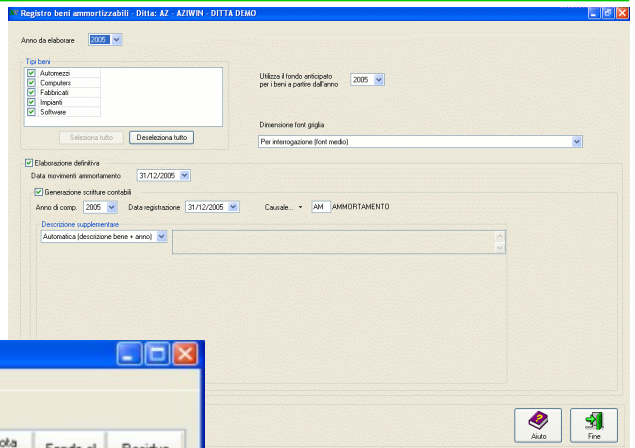 Registro beni ammortizzabili - Ditta: AZ - AZIWIN - DITTA DEMO
Anno da elaborare 2005
Tipi beni
Automezzi
Computers
Fabbricati
Impianti
Software
Seleziona tutto Deseleziona tutto
Utilizza il fondo anticipato
per i beni a partire dall'anno 2005
Dimensione font griglia
Per interrogazione (font medio)
Elaborazione definitiva
Data movimenti ammortamento 31/12/2005
Generazione scritture contabili
Anno di comp. 2005 Data registrazione 31/12/2005 Causale... AM AMMORTAMENTO
Descrizione supplementare
Automatica (descrizione bene + anno)
Aiuto Fine